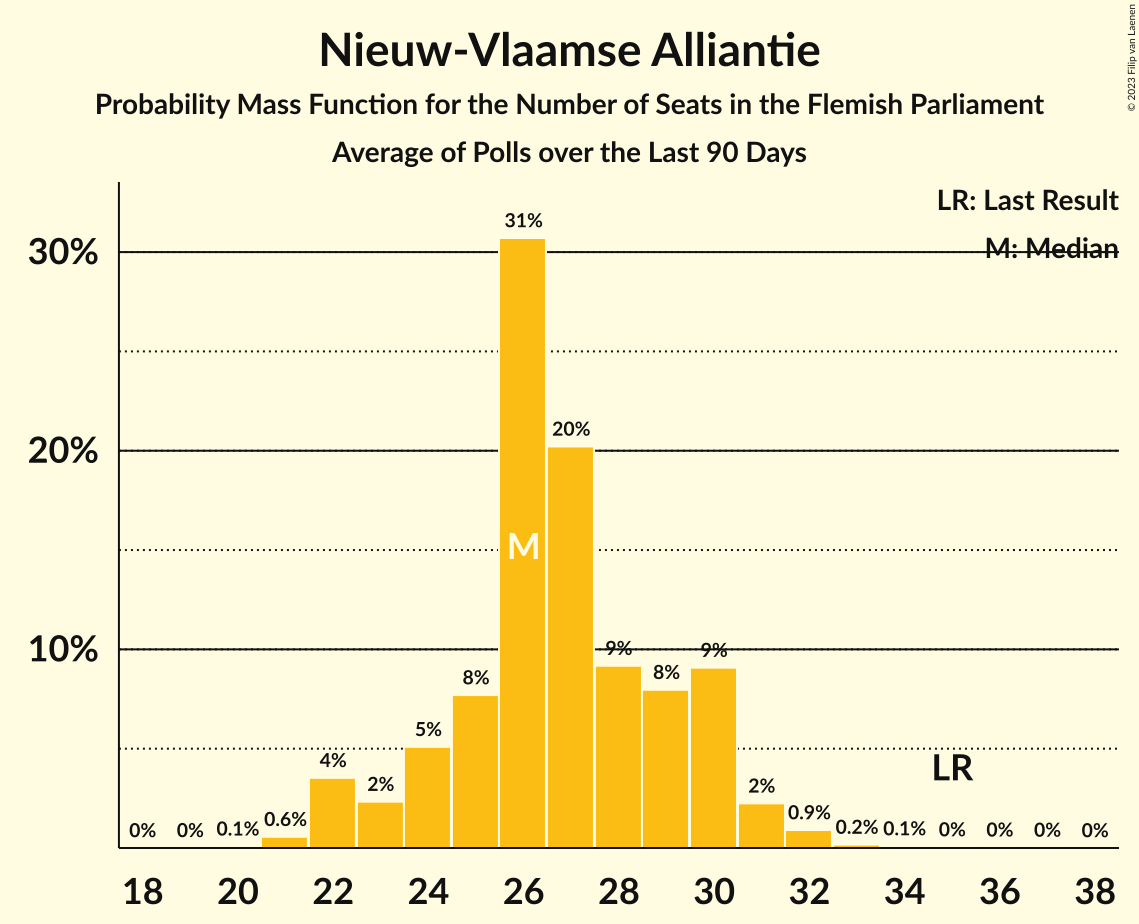 Nieuw-Vlaamse Alliantie
Probability Mass Function for the Number of Seats in the Flemish Parliament
Average of Polls over the Last 90 Days
© 2023 Filip van Laenen
LR: Last Result
M: Median
30%
20%
10%
0%
0%
0.1%
0.6%
4%
2%
5%
8%
31%
20%
9%
8%
9%
2%
0.9%
0.2%
0.1%
0%
0%
0%
0%
M
LR
18 20 22 24 26 28 30 32 34 36 38